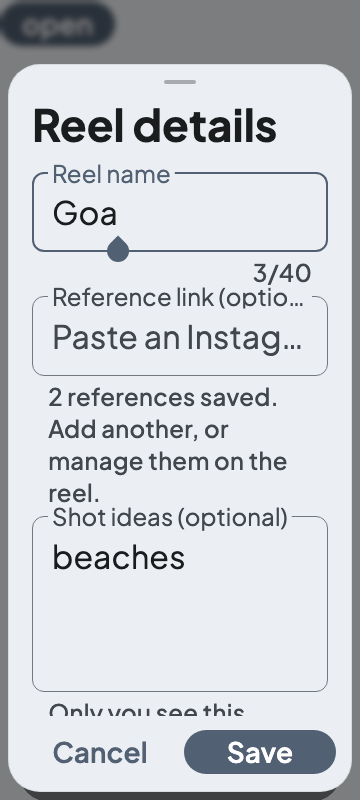 open
Reel details
Reel name
Goa
3/40
Reference link (optio...
Paste an Instag...
2 references saved.
Add another, or
manage them on the
reel.
Shot ideas (optional)
beaches
Only you see this
Cancel
Save